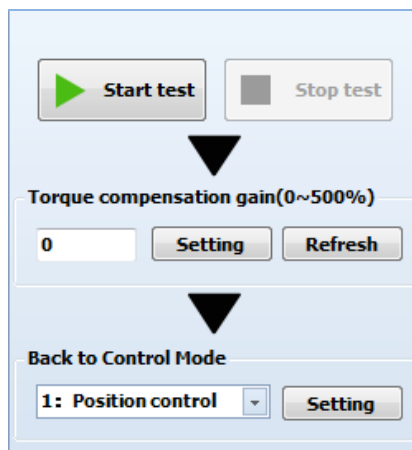 Start test Stop test
Torque compensation gain(0~500%)
0 Setting Refresh
Back to Control Mode
1: Position control Setting